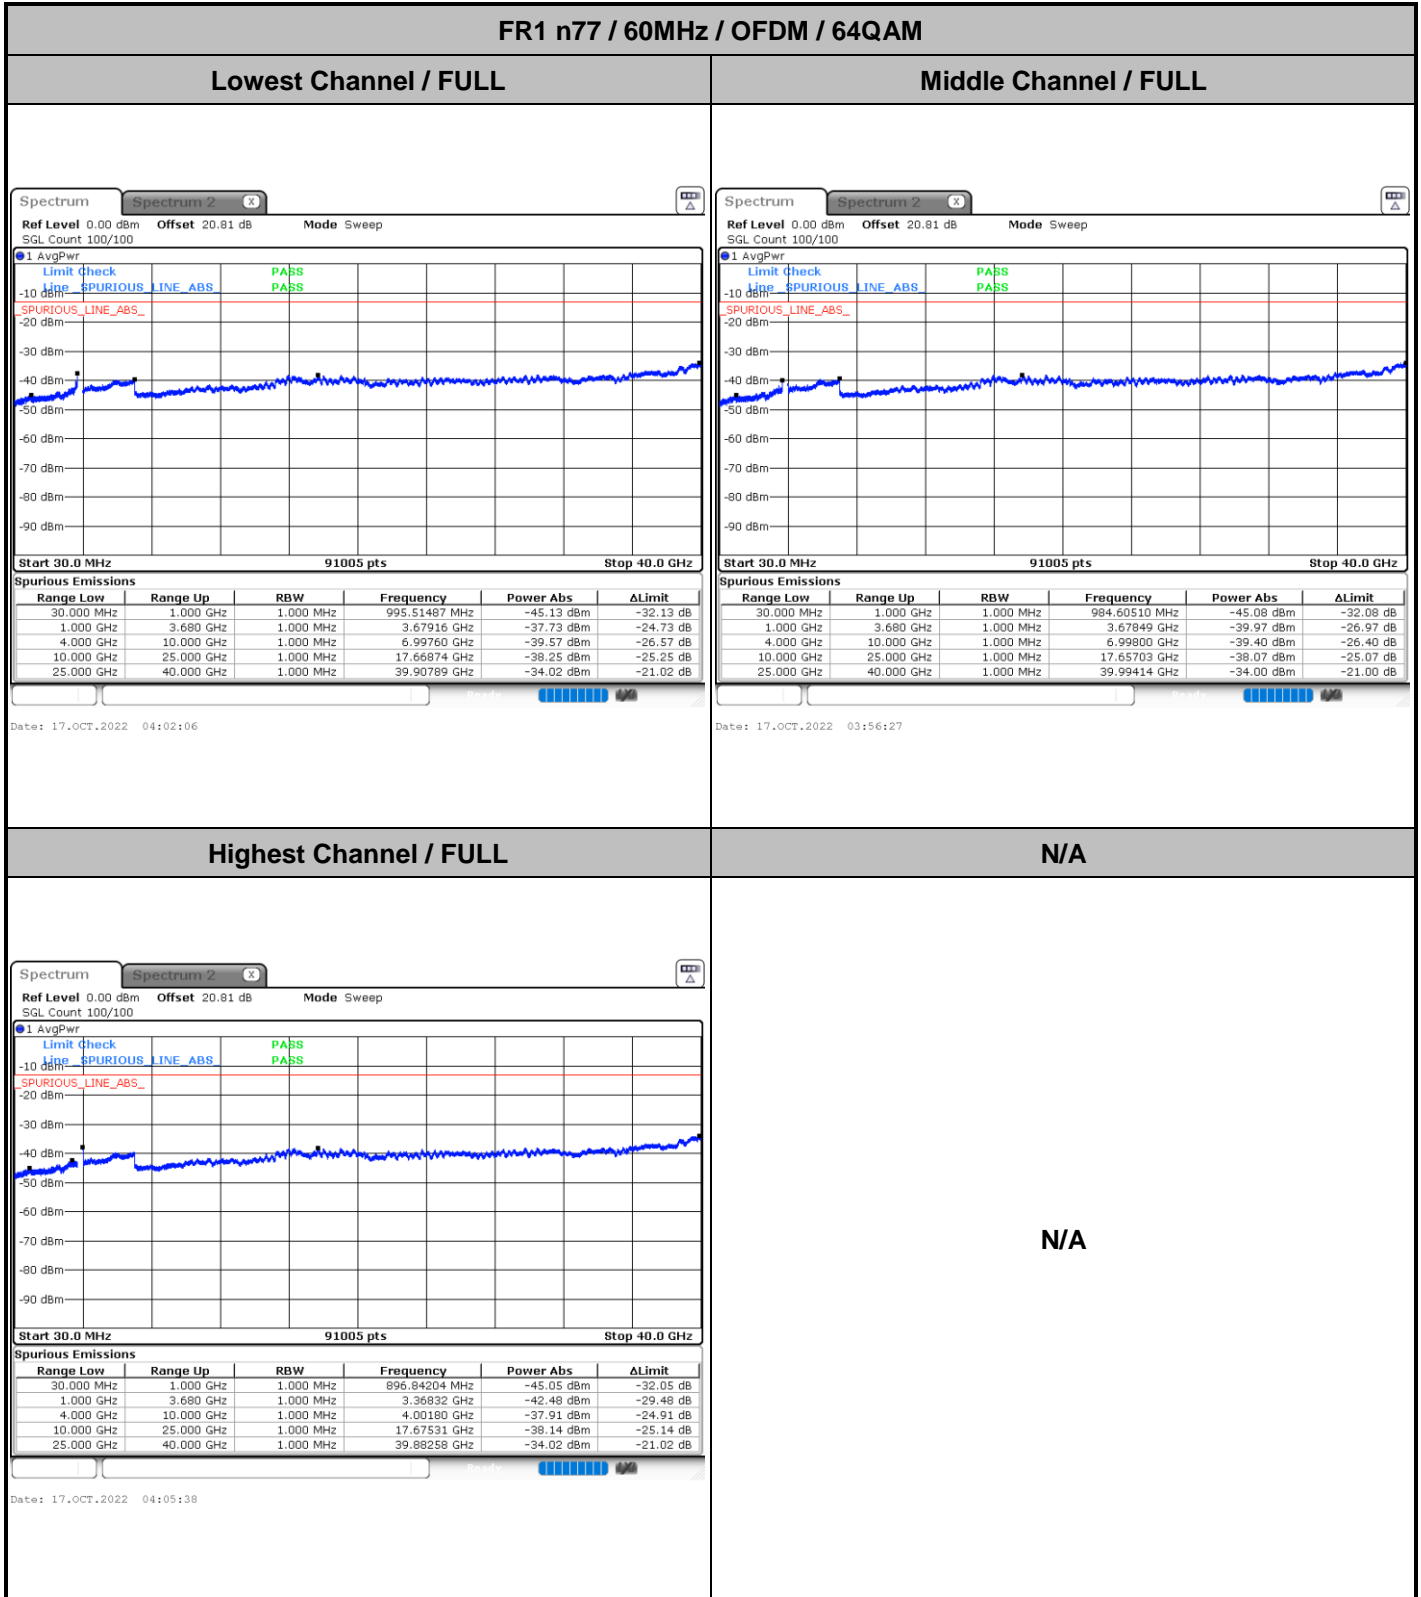 FR1 n77 / 60MHz / OFDM / 64QAM
Lowest Channel / FULL
Middle Channel / FULL
Spectrum
Spectrum 2
X
Ref Level 0.00 dBm Offset 20.81 dB Mode Sweep
SGL Count 100/100
1 AvgPwr
Limit Check PASS
Line _SPURIOUS_LINE_ABS_ PASS
-10 dBm
_SPURIOUS_LINE_ABS_
-20 dBm
-30 dBm
-40 dBm
-50 dBm
-60 dBm
-70 dBm
-80 dBm
-90 dBm
Start 30.0 MHz 91005 pts Stop 40.0 GHz
Spurious Emissions
Range Low Range Up RBW Frequency Power Abs ΔLimit
30.000 MHz 1.000 GHz 1.000 MHz 995.51487 MHz -45.13 dBm -32.13 dB
1.000 GHz 3.680 GHz 1.000 MHz 3.67916 GHz -37.73 dBm -24.73 dB
4.000 GHz 10.000 GHz 1.000 MHz 6.99760 GHz -39.57 dBm -26.57 dB
10.000 GHz 25.000 GHz 1.000 MHz 17.66874 GHz -38.25 dBm -25.25 dB
25.000 GHz 40.000 GHz 1.000 MHz 39.90789 GHz -34.02 dBm -21.02 dB
Ready
Date: 17.OCT.2022 04:02:06
Spectrum
Spectrum 2
X
Ref Level 0.00 dBm Offset 20.81 dB Mode Sweep
SGL Count 100/100
1 AvgPwr
Limit Check PASS
Line _SPURIOUS_LINE_ABS_ PASS
-10 dBm
_SPURIOUS_LINE_ABS_
-20 dBm
-30 dBm
-40 dBm
-50 dBm
-60 dBm
-70 dBm
-80 dBm
-90 dBm
Start 30.0 MHz 91005 pts Stop 40.0 GHz
Spurious Emissions
Range Low Range Up RBW Frequency Power Abs ΔLimit
30.000 MHz 1.000 GHz 1.000 MHz 984.60510 MHz -45.08 dBm -32.08 dB
1.000 GHz 3.680 GHz 1.000 MHz 3.67849 GHz -39.97 dBm -26.97 dB
4.000 GHz 10.000 GHz 1.000 MHz 6.99800 GHz -39.40 dBm -26.40 dB
10.000 GHz 25.000 GHz 1.000 MHz 17.65703 GHz -38.07 dBm -25.07 dB
25.000 GHz 40.000 GHz 1.000 MHz 39.99414 GHz -34.00 dBm -21.00 dB
Ready
Date: 17.OCT.2022 03:56:27
Highest Channel / FULL
N/A
Spectrum
Spectrum 2
X
Ref Level 0.00 dBm Offset 20.81 dB Mode Sweep
SGL Count 100/100
1 AvgPwr
Limit Check PASS
Line _SPURIOUS_LINE_ABS_ PASS
-10 dBm
_SPURIOUS_LINE_ABS_
-20 dBm
-30 dBm
-40 dBm
-50 dBm
-60 dBm
-70 dBm
-80 dBm
-90 dBm
Start 30.0 MHz 91005 pts Stop 40.0 GHz
Spurious Emissions
Range Low Range Up RBW Frequency Power Abs ΔLimit
30.000 MHz 1.000 GHz 1.000 MHz 896.84204 MHz -45.05 dBm -32.05 dB
1.000 GHz 3.680 GHz 1.000 MHz 3.36832 GHz -42.48 dBm -29.48 dB
4.000 GHz 10.000 GHz 1.000 MHz 4.00180 GHz -37.91 dBm -24.91 dB
10.000 GHz 25.000 GHz 1.000 MHz 17.67531 GHz -38.14 dBm -25.14 dB
25.000 GHz 40.000 GHz 1.000 MHz 39.88258 GHz -34.02 dBm -21.02 dB
Ready
Date: 17.OCT.2022 04:05:38
N/A